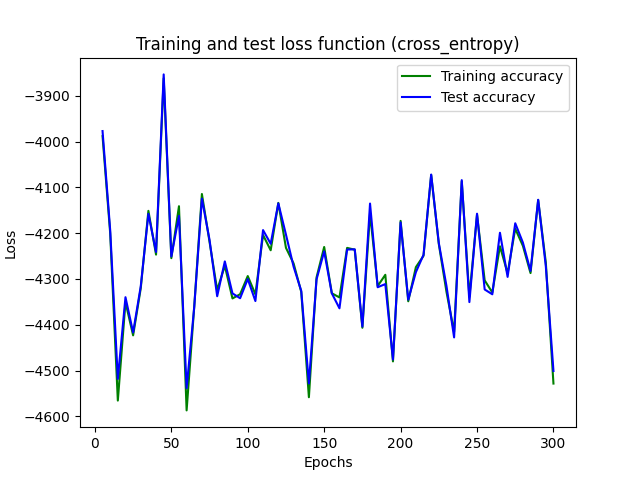 Training and test loss function (cross_entropy)
Training accuracy
Test accuracy
Loss
−3900
−4000
−4100
−4200
−4300
−4400
−4500
−4600
0 50 100 150 200 250 300
Epochs